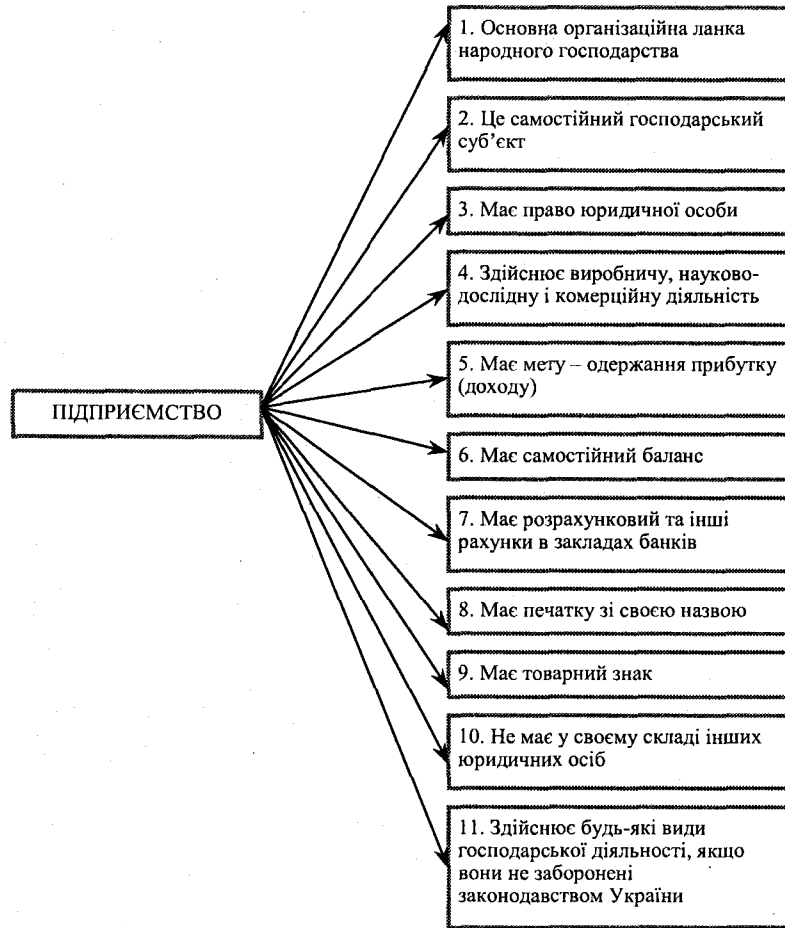 1. Основна організаційна ланка
народного господарства
2. Це самостійний господарський
суб’єкт
3. Має право юридичної особи
4. Здійснює виробничу, науково-
дослідну і комерційну діяльність
5. Має мету – одержання прибутку
(доходу)
ПІДПРИЄМСТВО
6. Має самостійний баланс
7. Має розрахунковий та інші
рахунки в закладах банків
8. Має печатку зі своєю назвою
9. Має товарний знак
10. Не має у своєму складі інших
юридичних осіб
11. Здійснює будь-які види
господарської діяльності, якщо
вони не заборонені
законодавством України